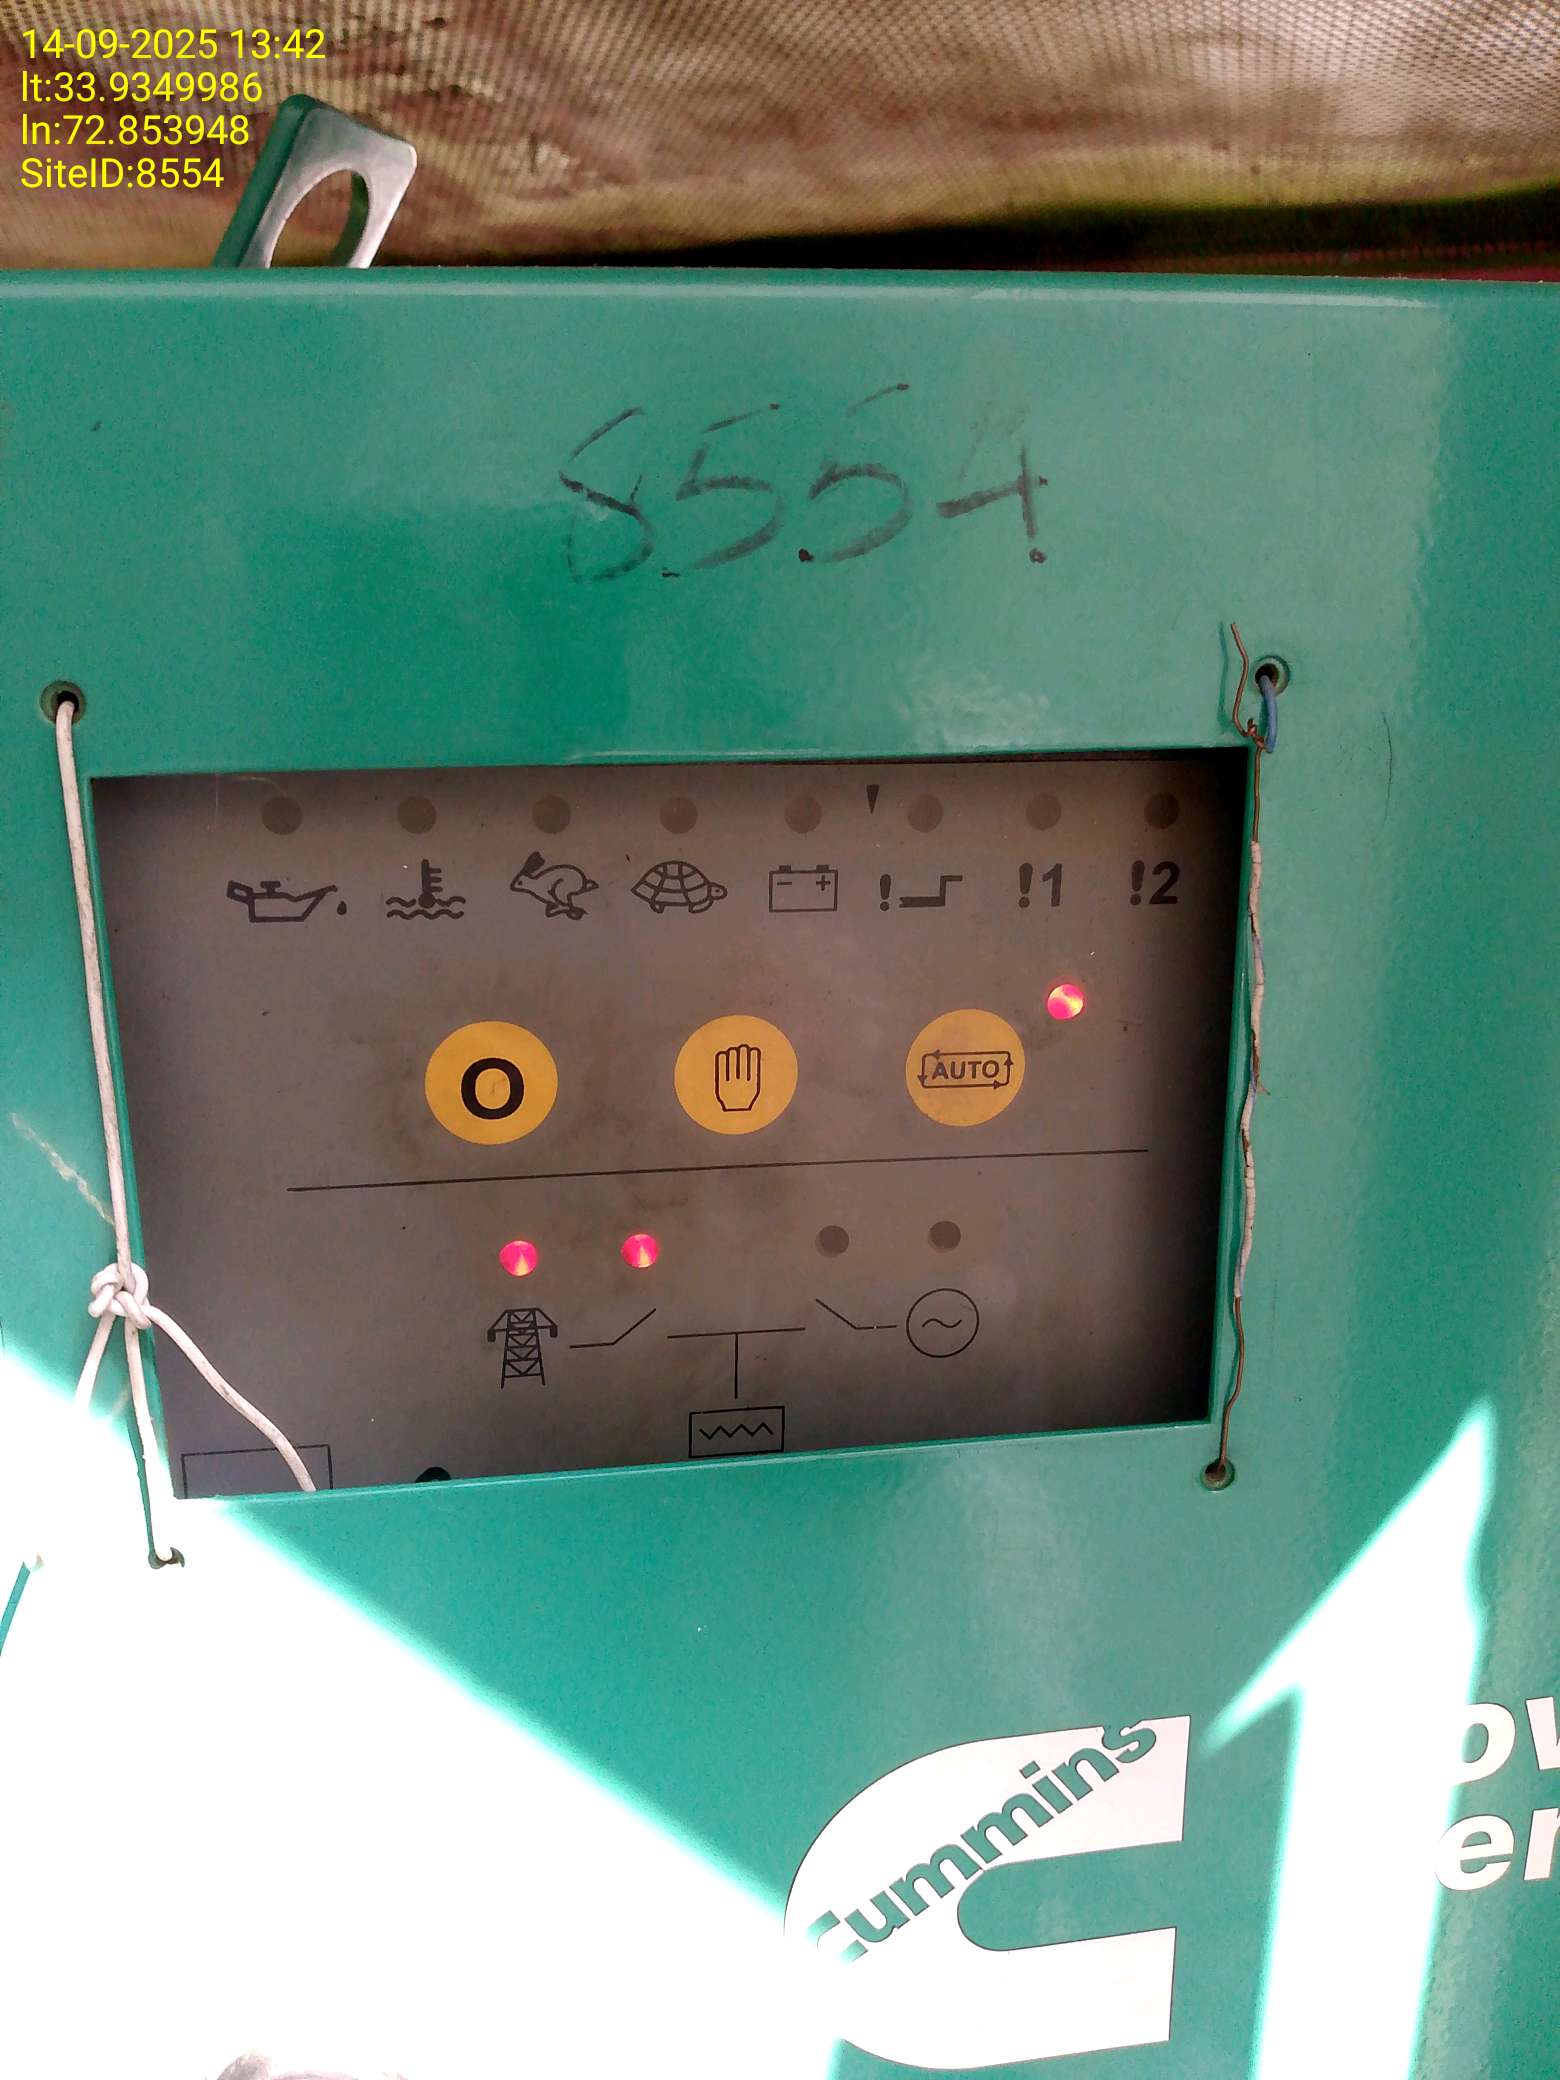 14-09-2025 13:42
lt:33.9349986
ln:72.853948
SiteID:8554
8554
!
!1
!2
O
AUTO
Cummins